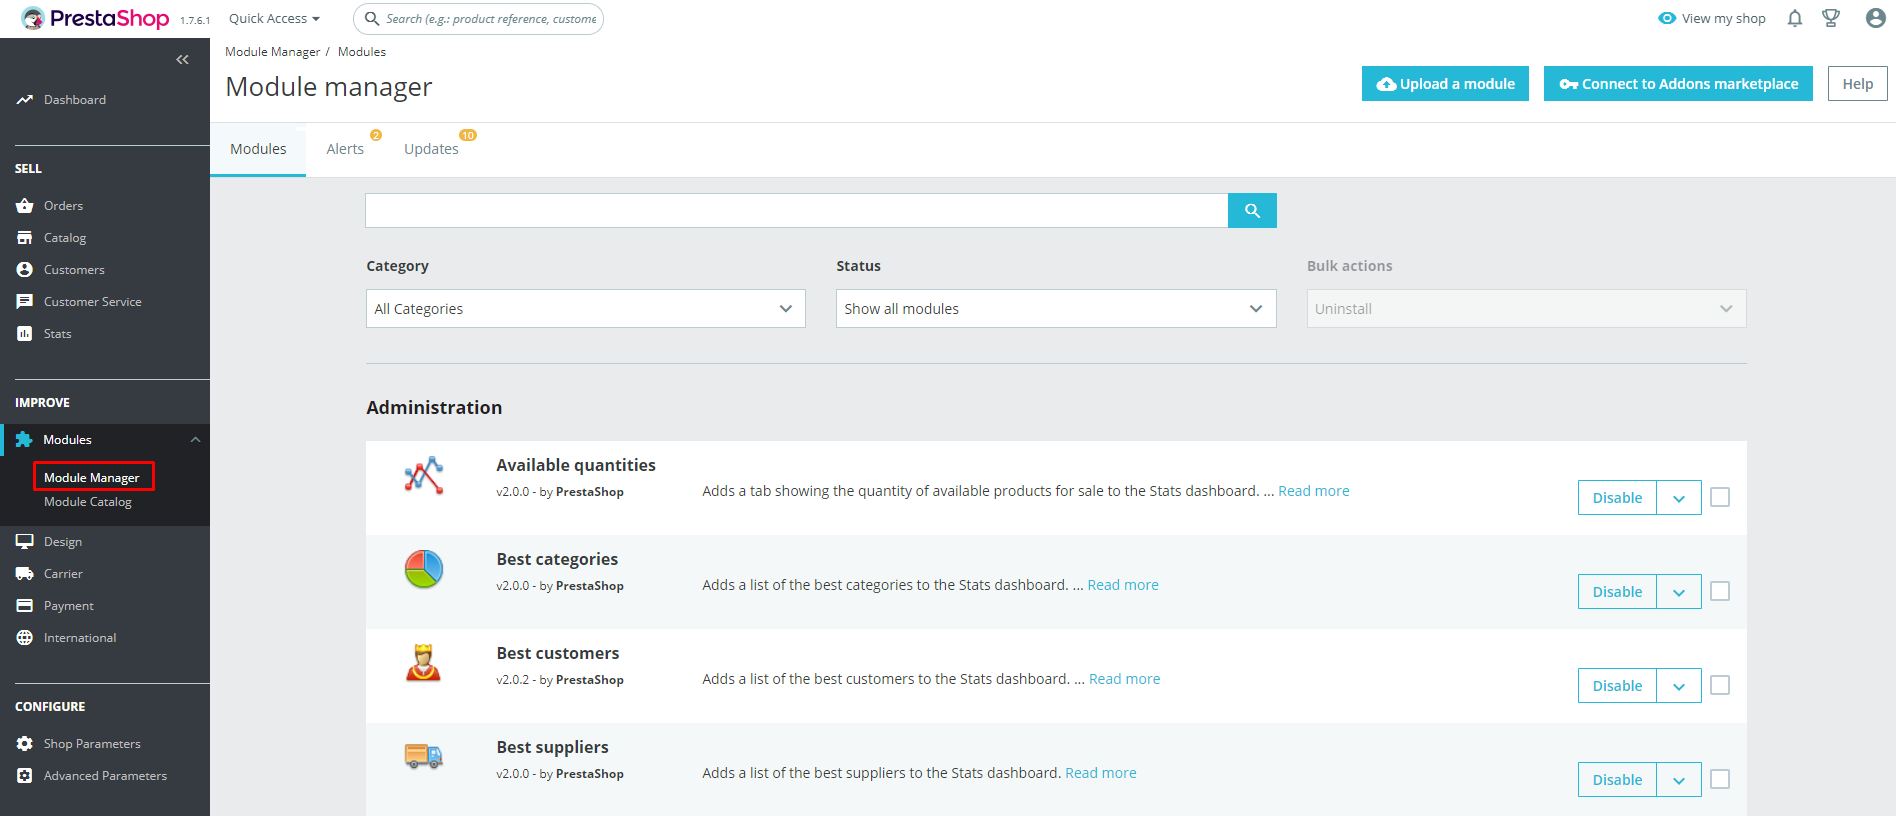 PrestaShop 1.7.6.1 Quick Access Search (e.g.: product reference, custome View my shop
Module Manager / Modules
Module manager
Upload a module Connect to Addons marketplace Help
Modules Alerts 2 Updates 10
Dashboard
SELL
Orders
Catalog
Customers
Customer Service
Stats
IMPROVE
Modules
Module Manager
Module Catalog
Design
Carrier
Payment
International
CONFIGURE
Shop Parameters
Advanced Parameters
Category Status Bulk actions
All Categories Show all modules Uninstall
Administration
Available quantities
v2.0.0 - by PrestaShop Adds a tab showing the quantity of available products for sale to the Stats dashboard. ... Read more Disable
Best categories
v2.0.0 - by PrestaShop Adds a list of the best categories to the Stats dashboard. ... Read more Disable
Best customers
v2.0.2 - by PrestaShop Adds a list of the best customers to the Stats dashboard. ... Read more Disable
Best suppliers
v2.0.0 - by PrestaShop Adds a list of the best suppliers to the Stats dashboard. Read more Disable